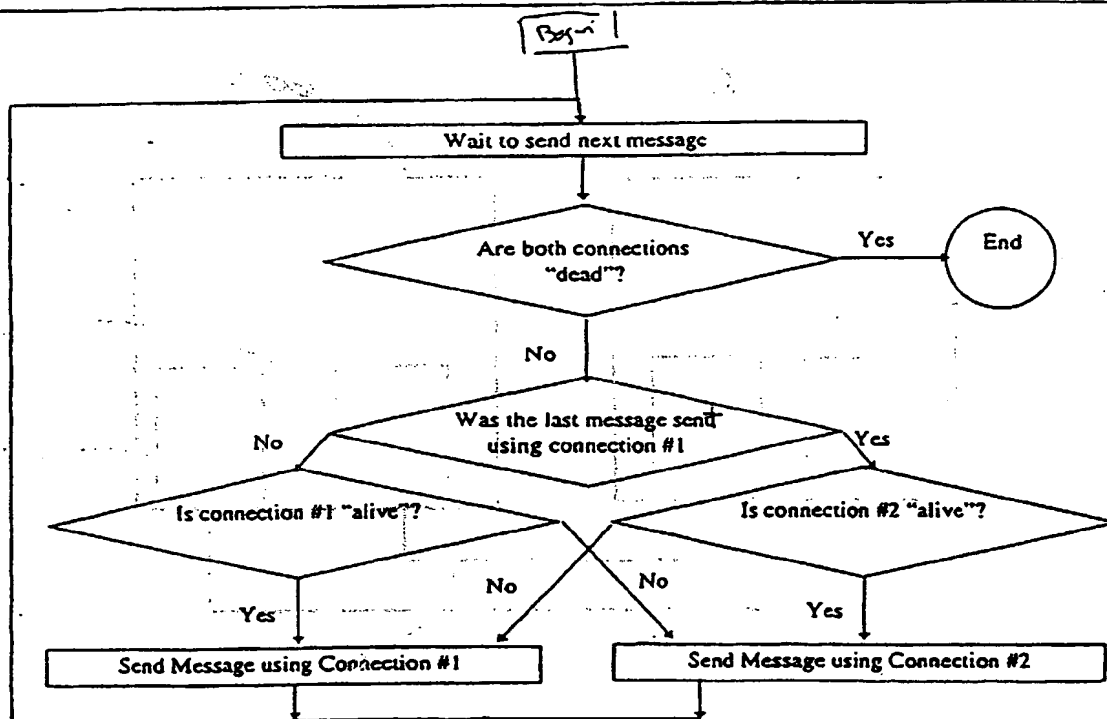 Begin
Wait to send next message
Are both connections
"dead"?
Yes
End
No
Was the last message sent
using connection #1
No
Yes
Is connection #1 "alive"?
Is connection #2 "alive"?
No
No
Yes
Yes
Send Message using Connection #1
Send Message using Connection #2